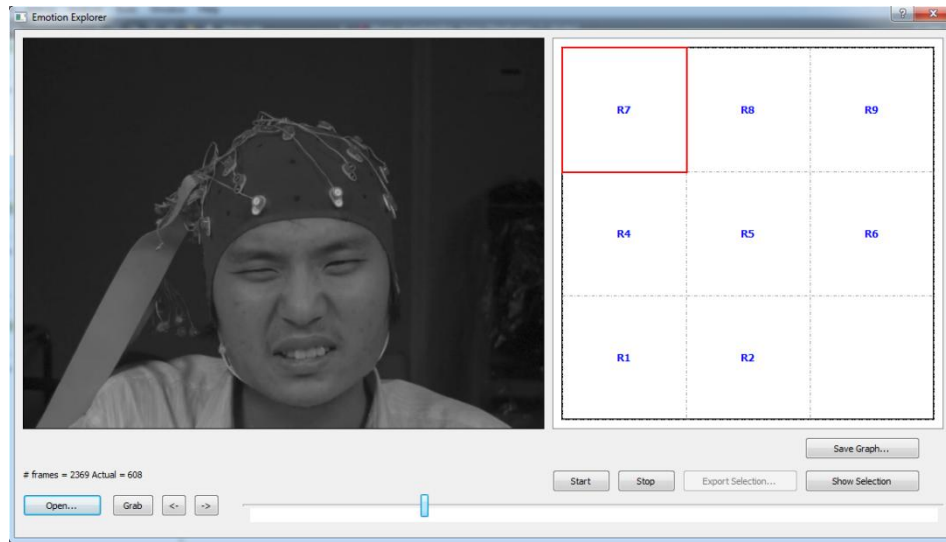 Emotion Explorer
R7 R8 R9
R4 R5 R6
R1 R2
Save Graph...
# frames = 2369 Actual = 608
Start Stop Export Selection... Show Selection
Open... Grab <- ->